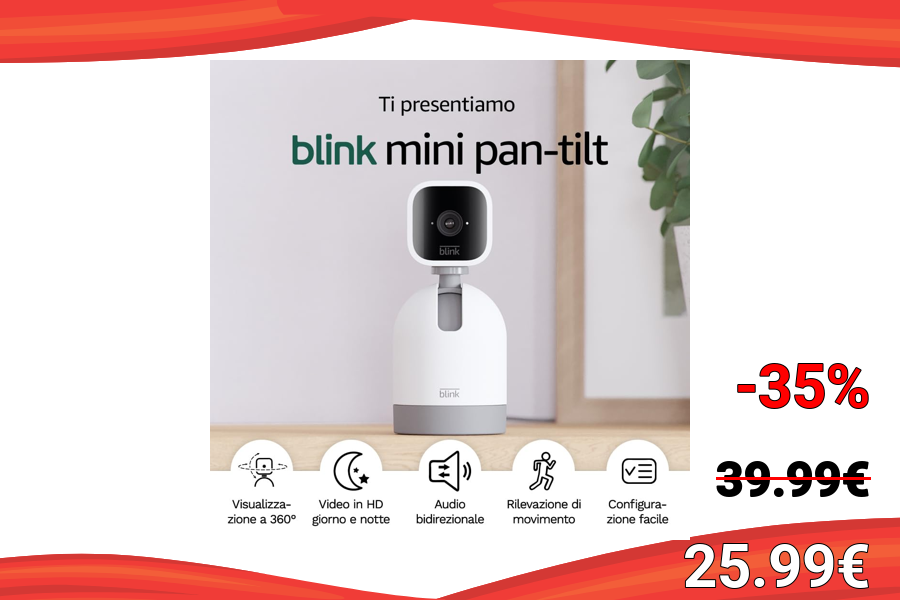 Ti presentiamo
blink mini pan-tilt
blink
blink
-35%
39.99€
Visualizza-
zione a 360°
Video in HD
giorno e notte
Audio
bidirezionale
Rilevazione di
movimento
Configura-
zione facile
25.99€